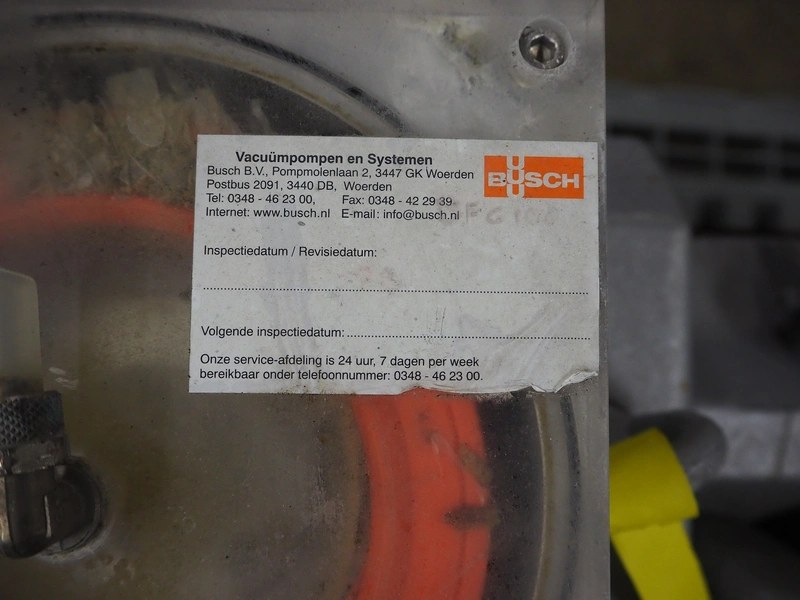 Vacuümpompen en Systemen
Busch B.V., Pompmolenlaan 2, 3447 GK Woerden
Postbus 2091, 3440 DB, Woerden
Tel: 0348 - 46 23 00, Fax: 0348 - 42 29 39
Internet: www.busch.nl E-mail: info@busch.nl
BUSCH
Inspectiedatum / Revisiedatum:
Volgende inspectiedatum:
Onze service-afdeling is 24 uur, 7 dagen per week
bereikbaar onder telefoonnummer: 0348 - 46 23 00.